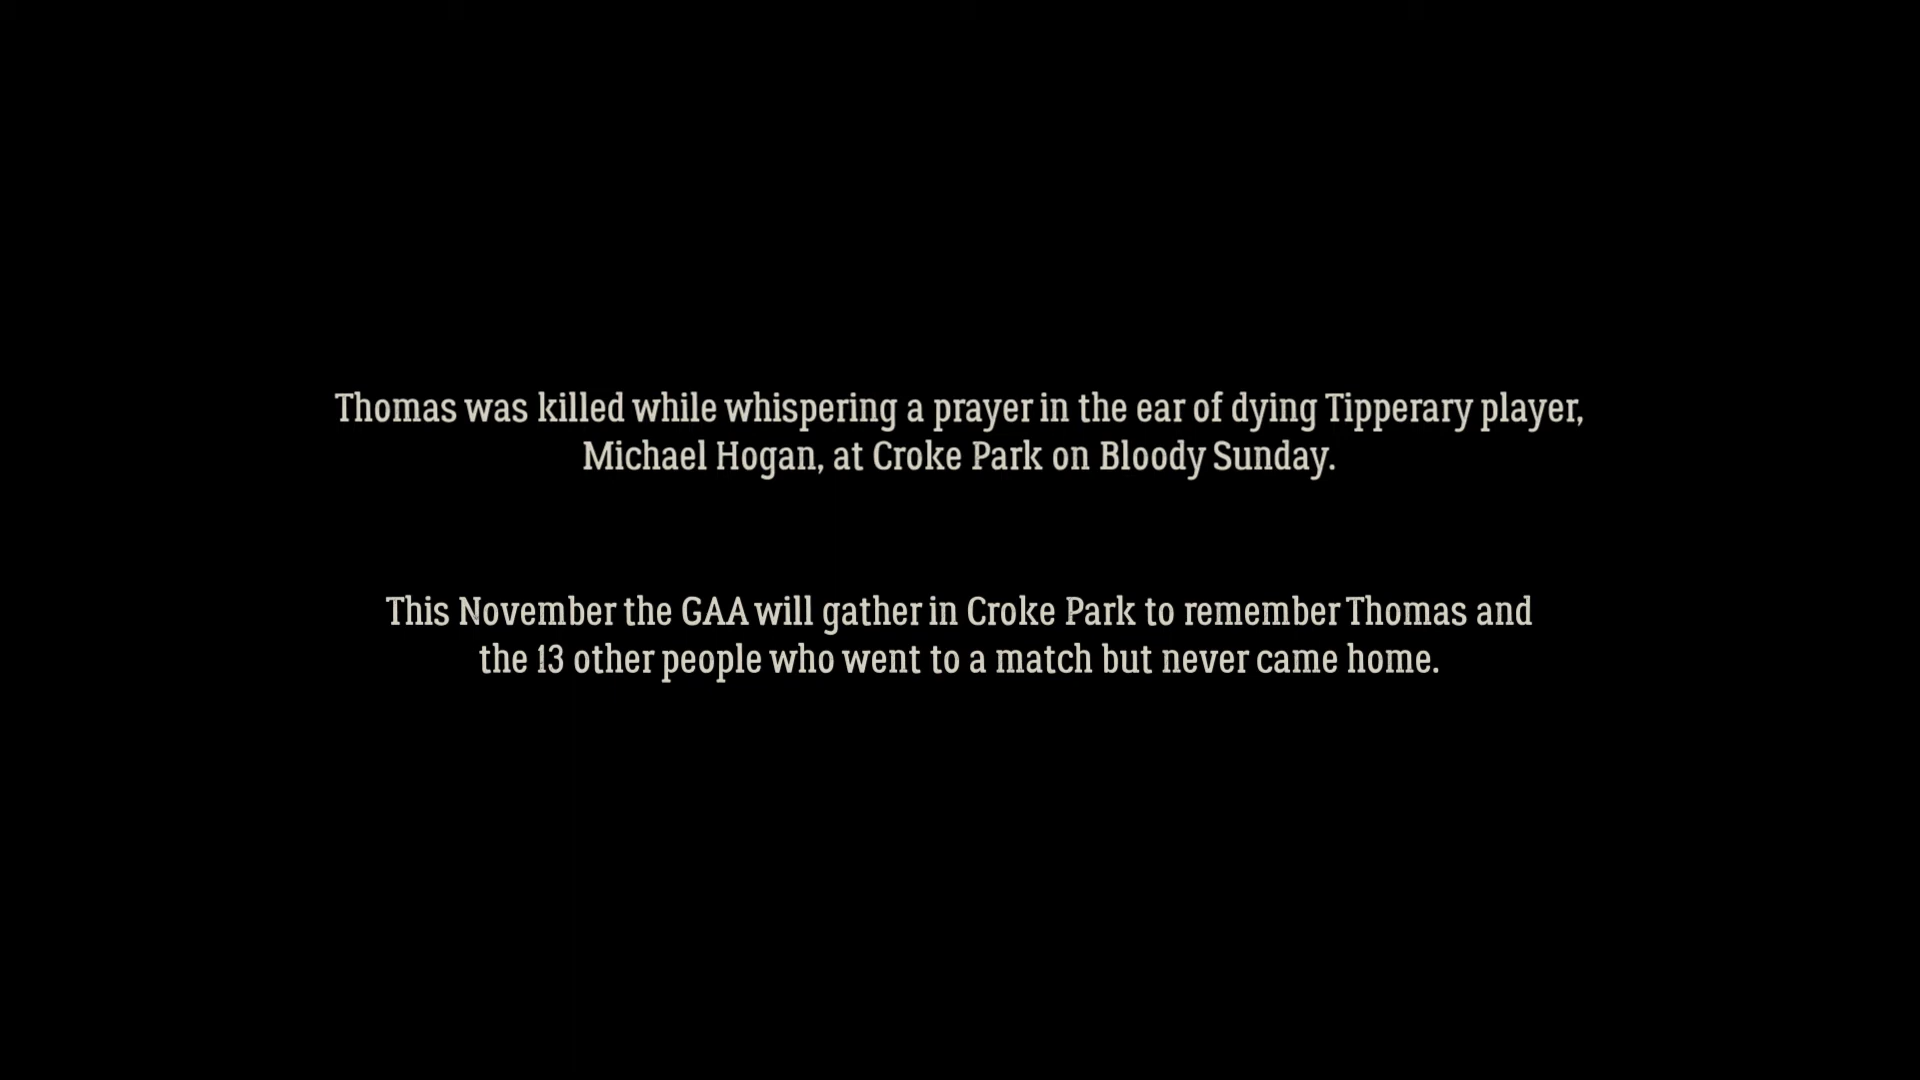 Thomas was killed while whispering a prayer in the ear of dying Tipperary player,
Michael Hogan, at Croke Park on Bloody Sunday.
This November the GAA will gather in Croke Park to remember Thomas and
the 13 other people who went to a match but never came home.